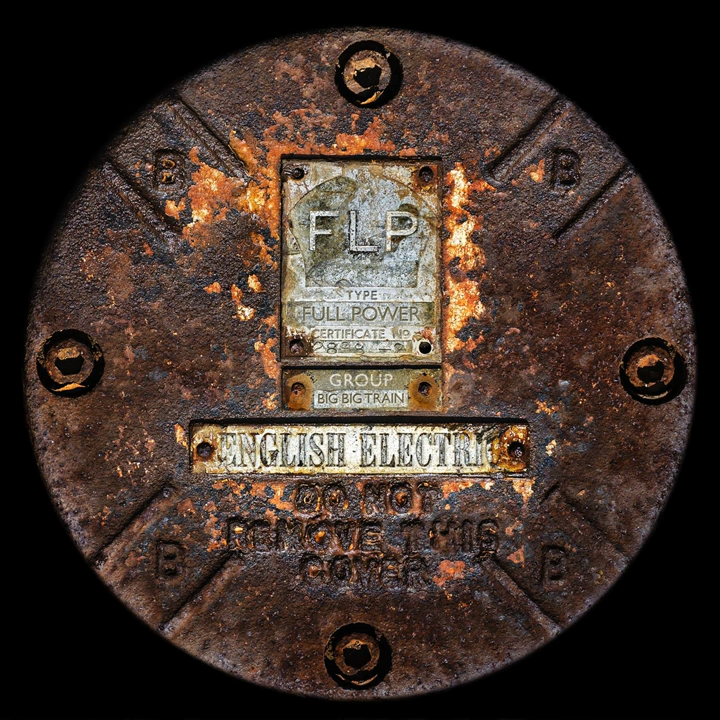 B B
FLP
TYPE
FULL POWER
CERTIFICATE No
GROUP
BIG BIG TRAIN
ENGLISH ELECTRIC
DO NOT
REMOVE THIS
COVER
B B